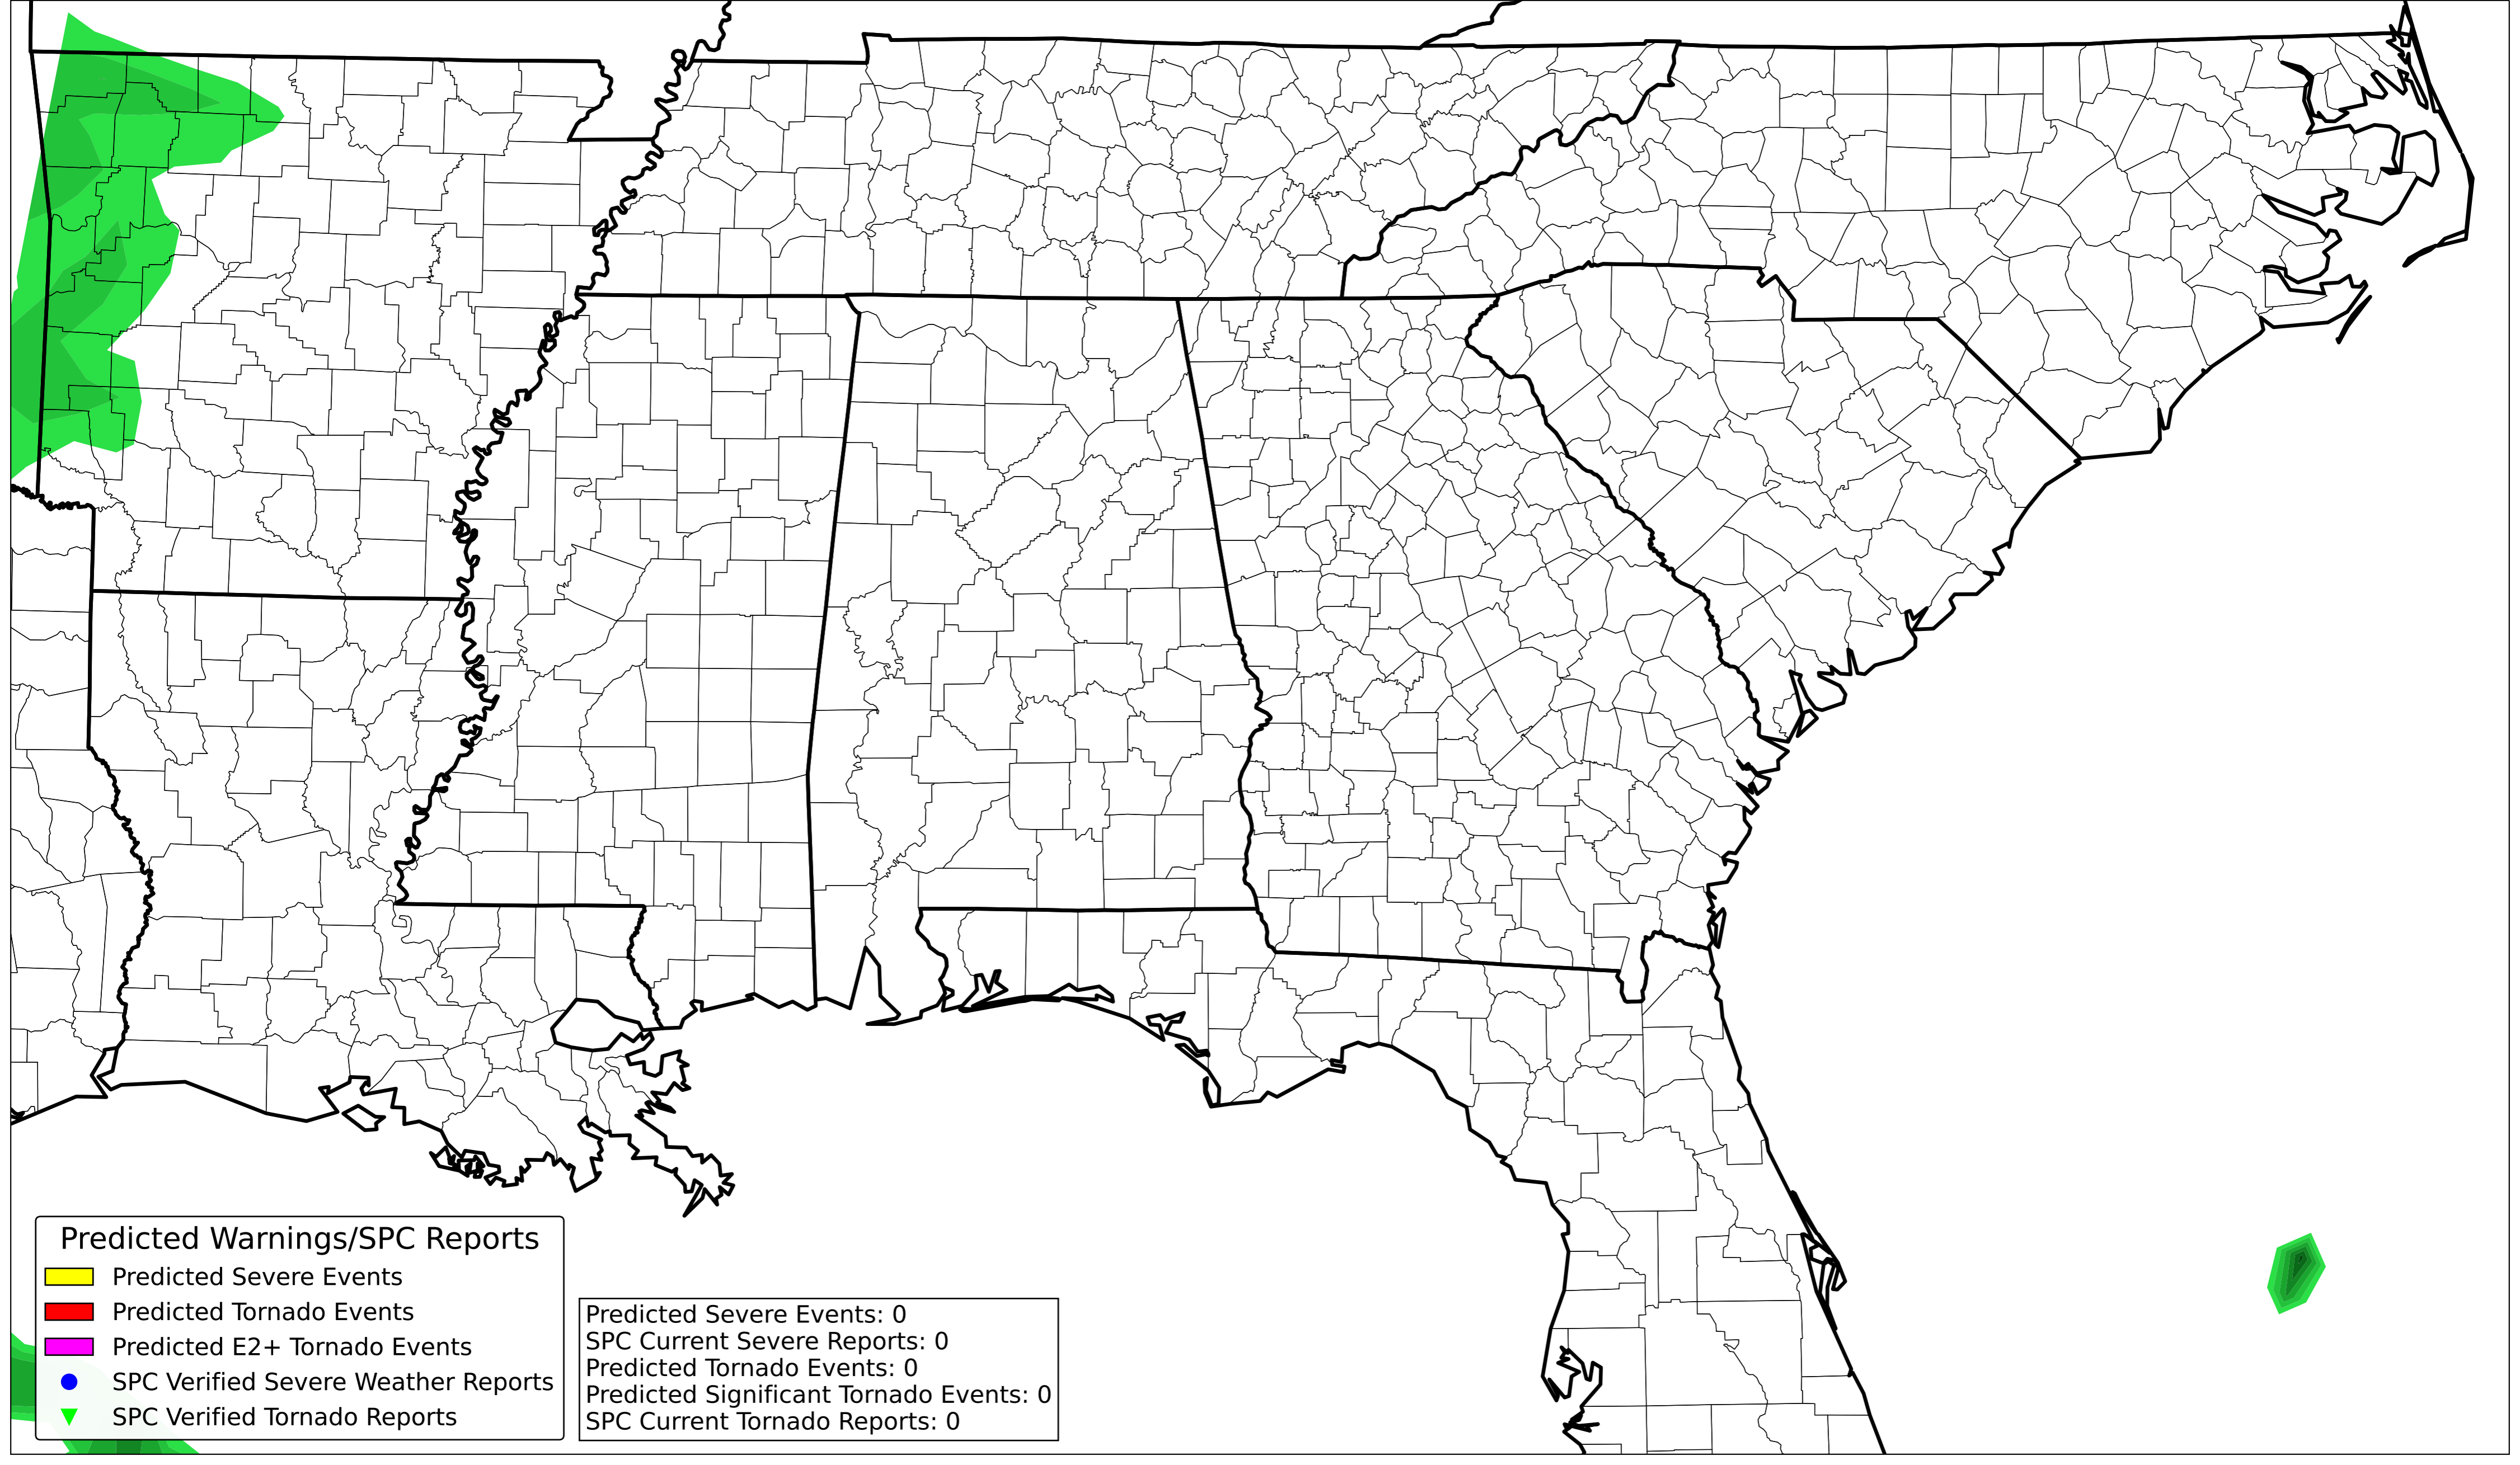 Predicted Warnings/SPC Reports
Predicted Severe Events
Predicted Tornado Events
Predicted E2+ Tornado Events
SPC Verified Severe Weather Reports
SPC Verified Tornado Reports
Predicted Severe Events: 0
SPC Current Severe Reports: 0
Predicted Tornado Events: 0
Predicted Significant Tornado Events: 0
SPC Current Tornado Reports: 0